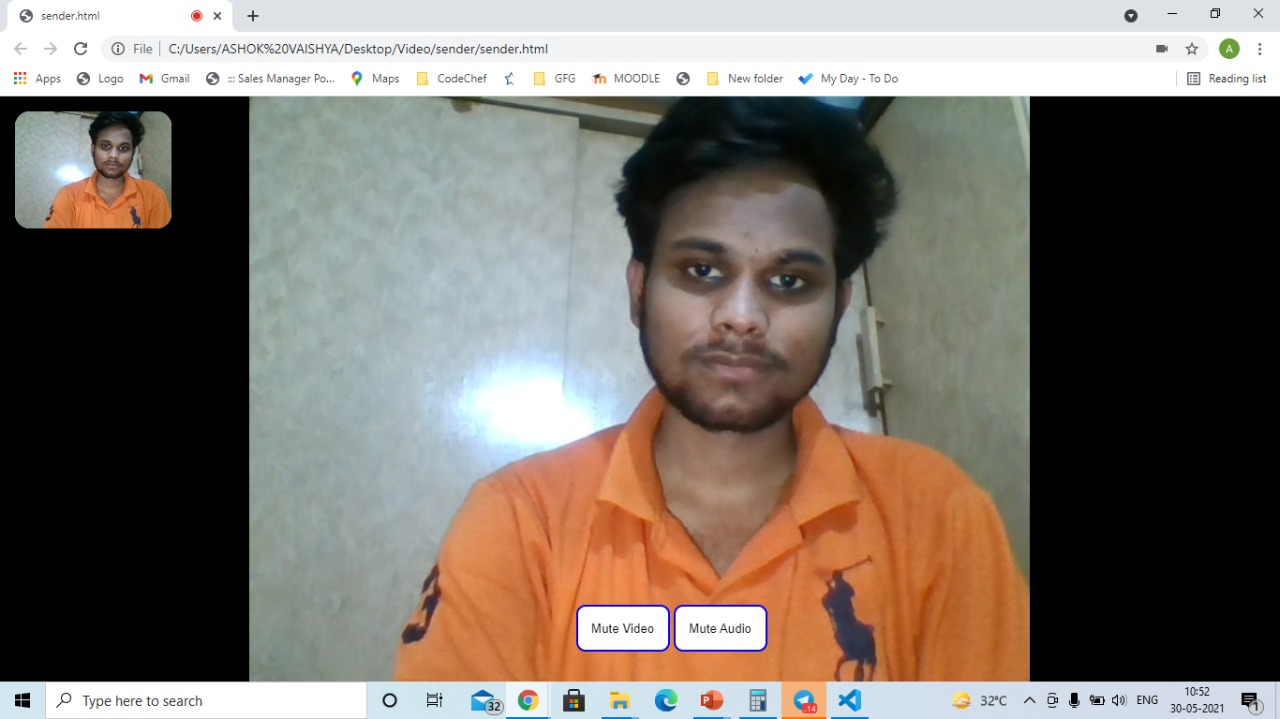 sender.html
File C:/Users/ASHOK%20VAISHYA/Desktop/Video/sender/sender.html
A
Apps Logo Gmail ::: Sales Manager Po... Maps CodeChef GFG MOODLE New folder My Day - To Do Reading list
Mute Video Mute Audio
Type here to search
32
14
32°C
ENG
10:52
30-05-2021
1